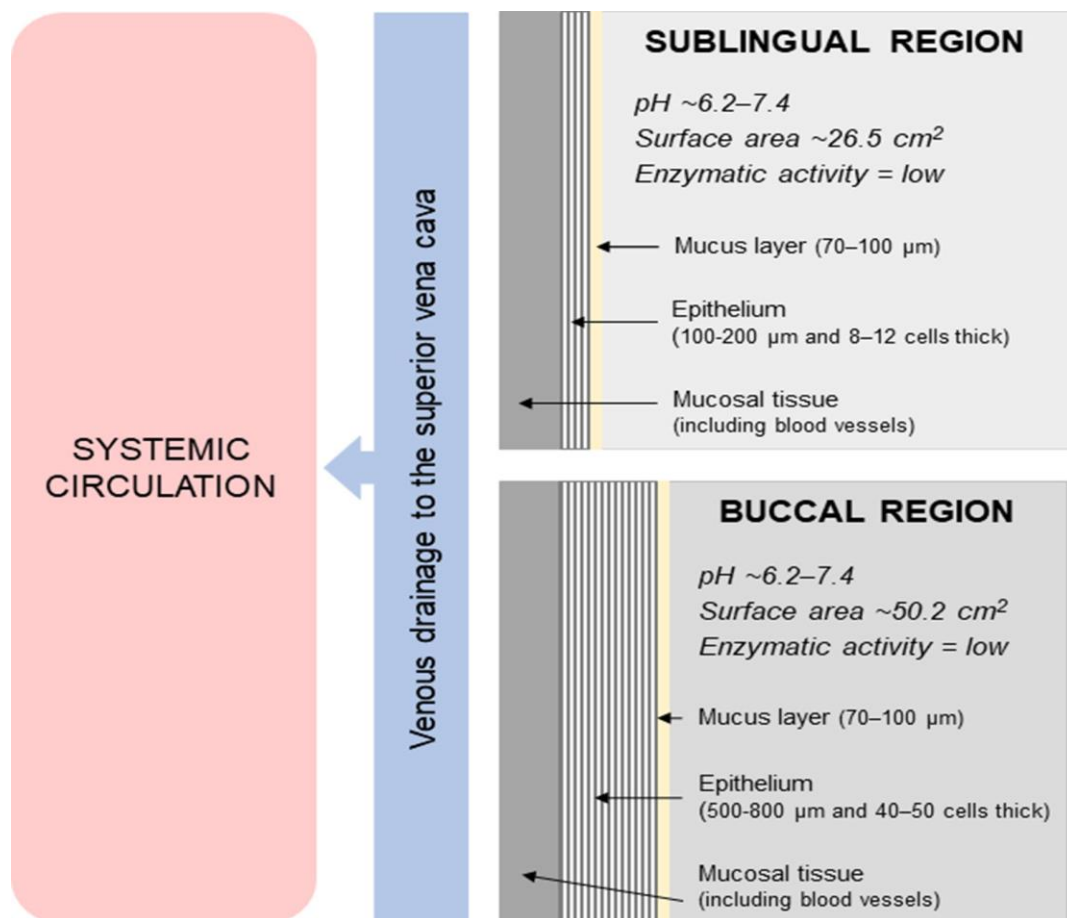 SYSTEMIC
CIRCULATION
Venous drainage to the superior vena cava
SUBLINGUAL REGION
pH ~6.2–7.4
Surface area ~26.5 cm²
Enzymatic activity = low
Mucus layer (70–100 µm)
Epithelium
(100-200 µm and 8–12 cells thick)
Mucosal tissue
(including blood vessels)
BUCCAL REGION
pH ~6.2–7.4
Surface area ~50.2 cm²
Enzymatic activity = low
Mucus layer (70–100 µm)
Epithelium
(500-800 µm and 40–50 cells thick)
Mucosal tissue
(including blood vessels)